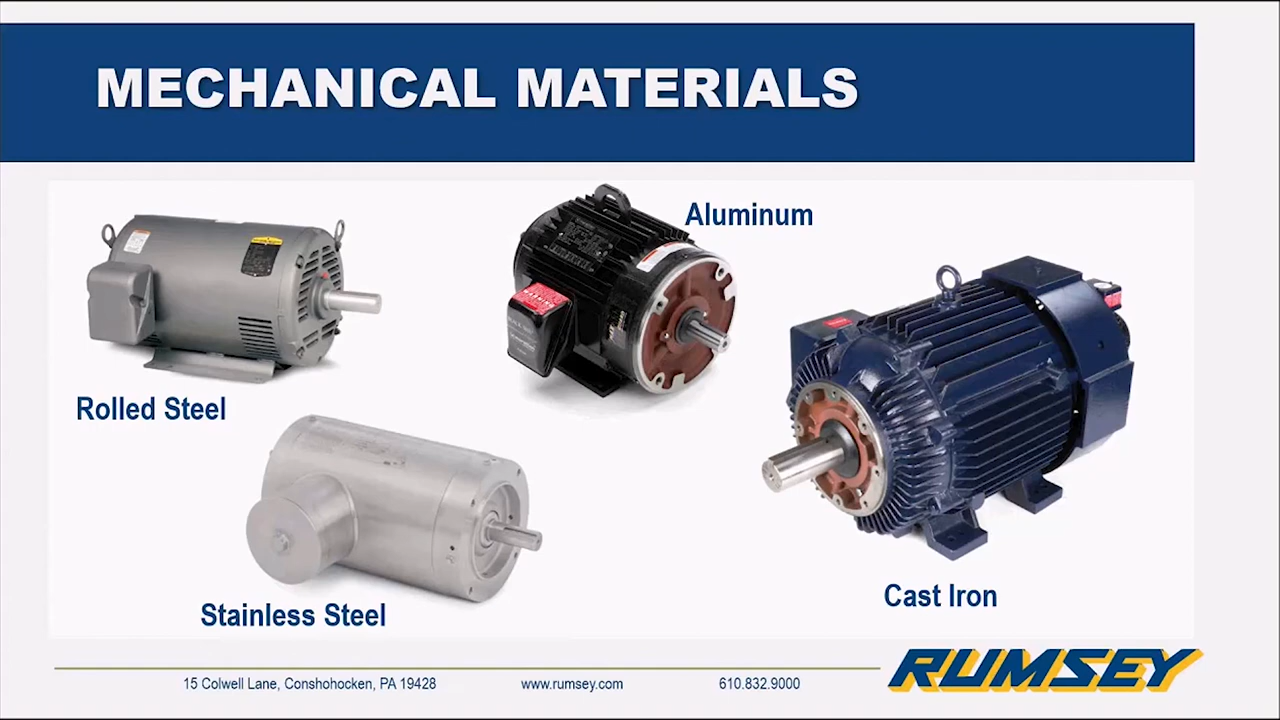 MECHANICAL MATERIALS
Aluminum
Rolled Steel
Stainless Steel
Cast Iron
15 Colwell Lane, Conshohocken, PA 19428
www.rumsey.com
610.832.9000
RUMSEY